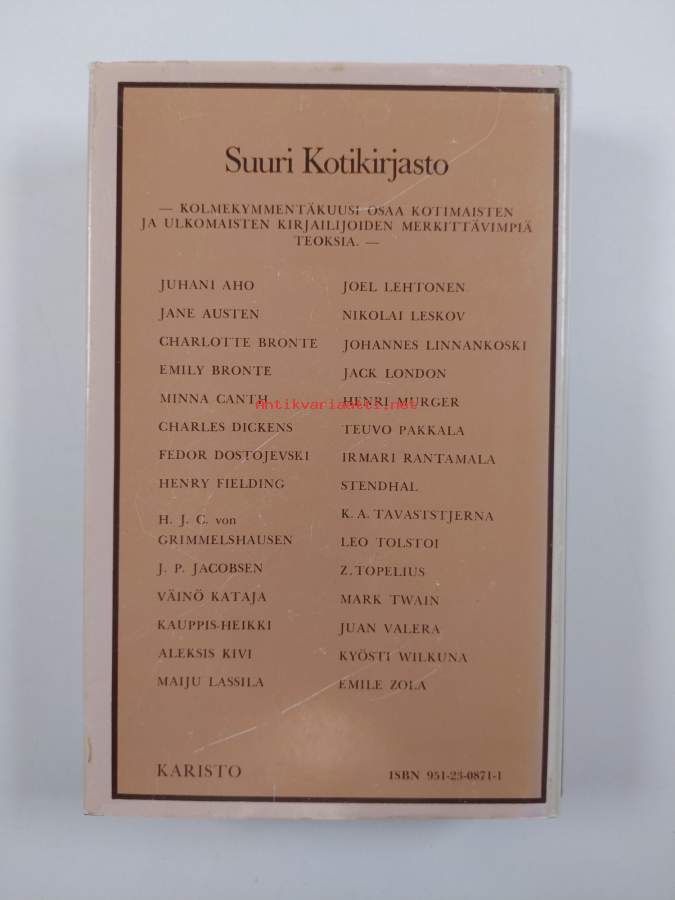 Suuri Kotikirjasto
— KOLMEKYMMENTÄKUUSI OSAA KOTIMAISTEN
JA ULKOMAISTEN KIRJAILIJOIDEN MERKITTÄVIMPIÄ
TEOKSIA. —
JUHANI AHO
JANE AUSTEN
CHARLOTTE BRONTE
EMILY BRONTE
MINNA CANTH
CHARLES DICKENS
FEDOR DOSTOJEVSKI
HENRY FIELDING
H. J. C. von
GRIMMELSHAUSEN
J. P. JACOBSEN
VÄINÖ KATAJA
KAUPPIS-HEIKKI
ALEKSIS KIVI
MAIJU LASSILA
JOEL LEHTONEN
NIKOLAI LESKOV
JOHANNES LINNANKOSKI
JACK LONDON
HENRI MURGER
TEUVO PAKKALA
IRMARI RANTAMALA
STENDHAL
K. A. TAVASTSTJERNA
LEO TOLSTOI
Z. TOPELIUS
MARK TWAIN
JUAN VALERA
KYÖSTI WILKUNA
EMILE ZOLA
antikvariaatti.net
KARISTO
ISBN 951-23-0871-1